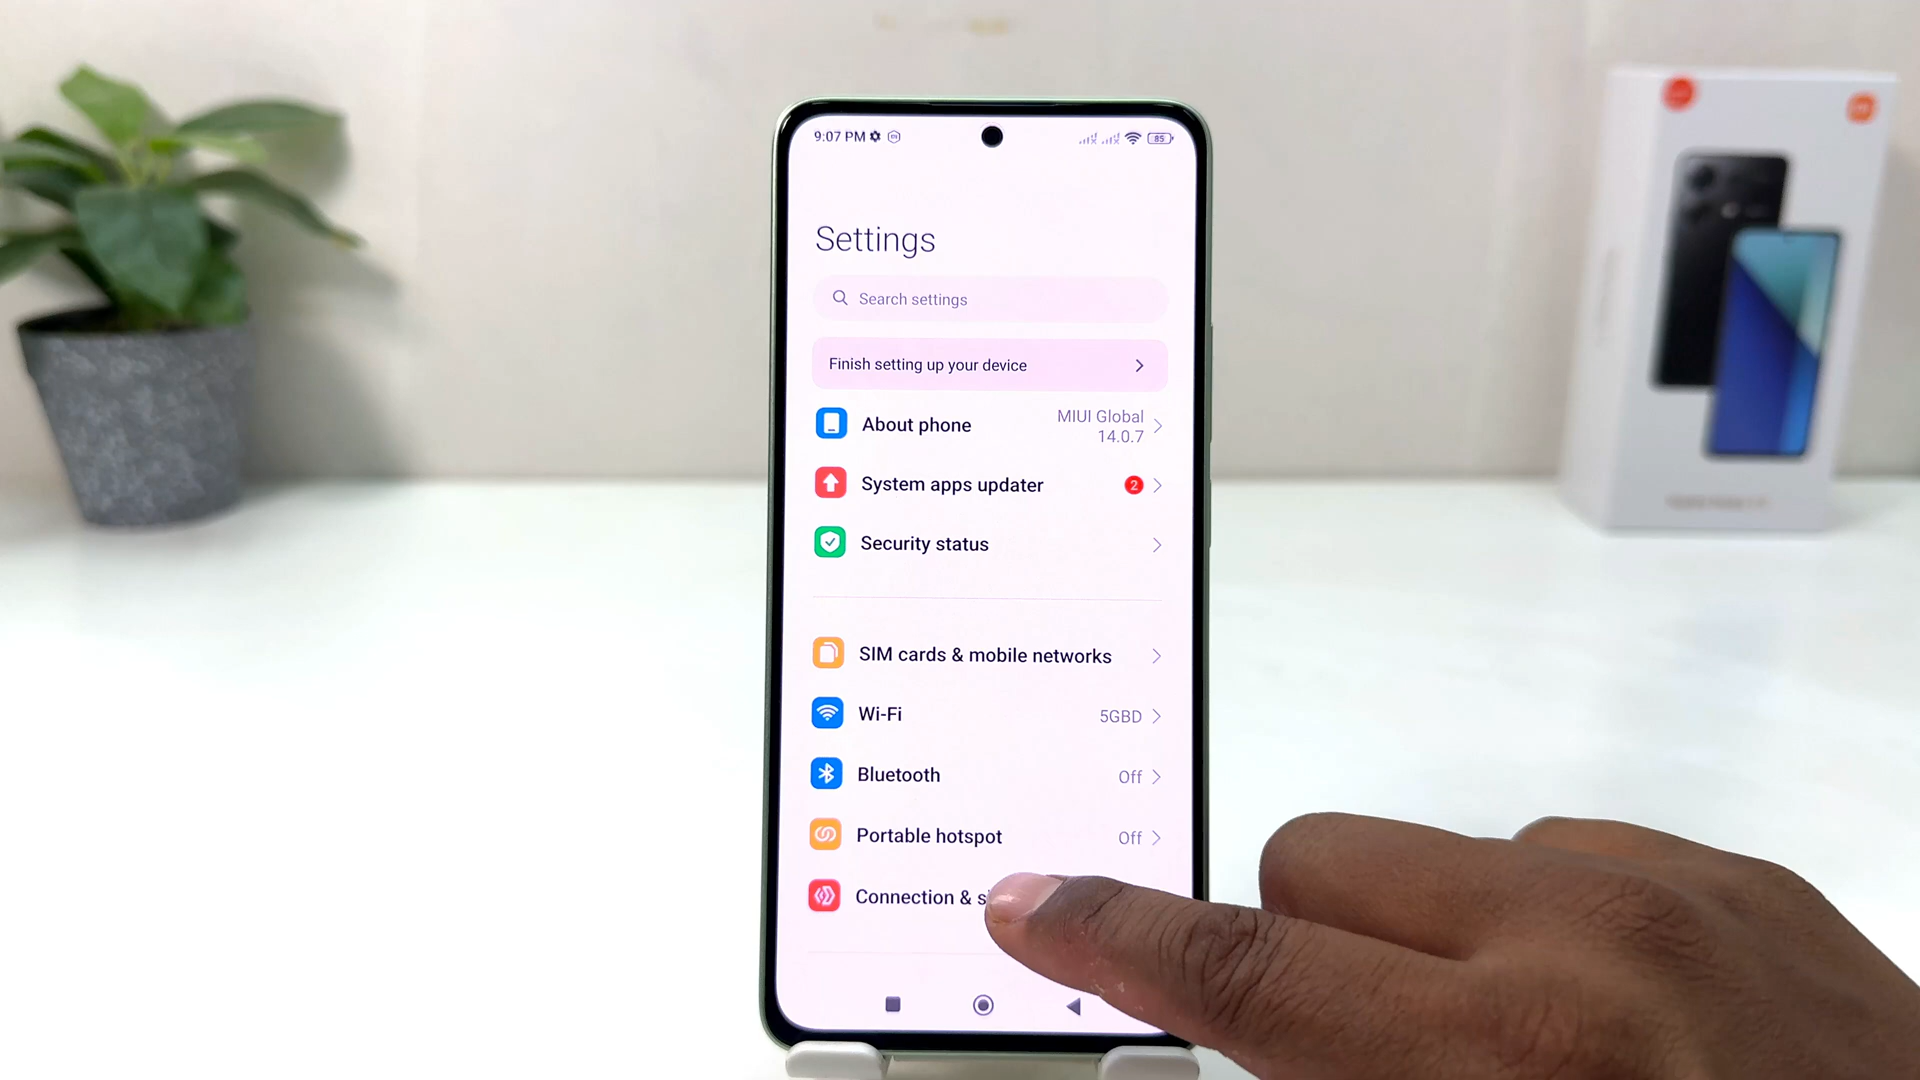 9:07 PM
85
Settings
Search settings
Finish setting up your device
About phone
MIUI Global
14.0.7
System apps updater
2
Security status
SIM cards & mobile networks
Wi-Fi
5GBD
Bluetooth
Off
Portable hotspot
Off
Connection & s